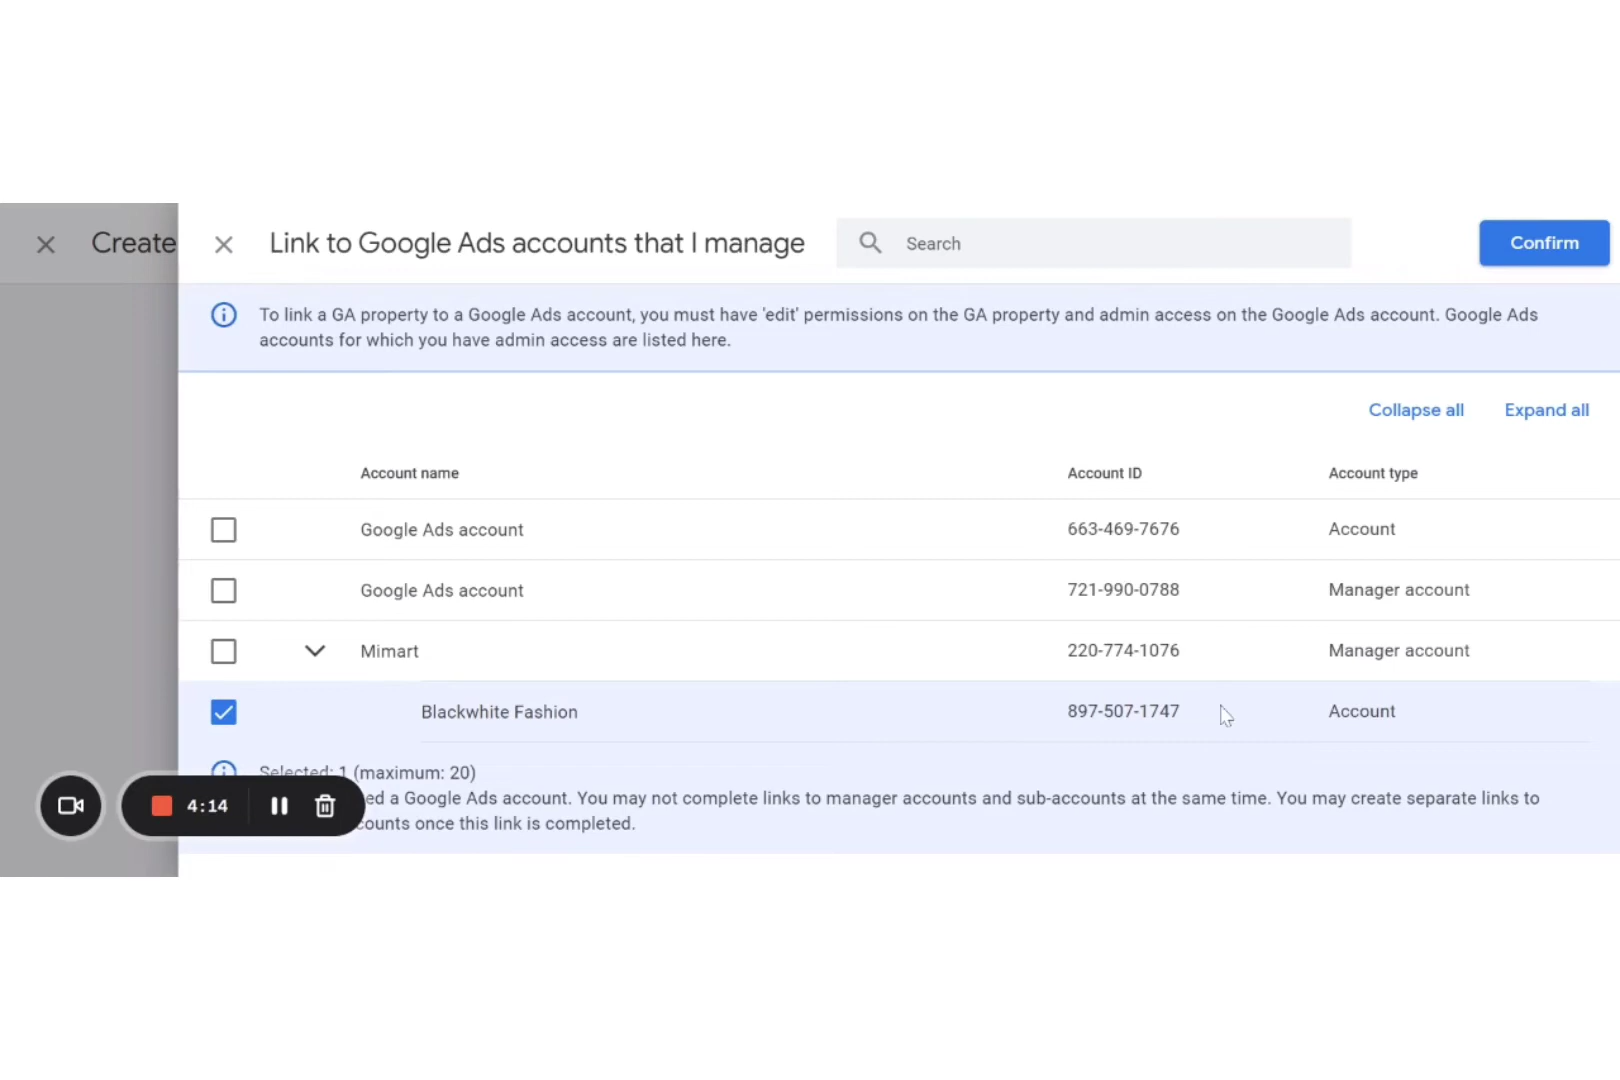 Create
Link to Google Ads accounts that I manage
Search
Confirm
To link a GA property to a Google Ads account, you must have 'edit' permissions on the GA property and admin access on the Google Ads account. Google Ads
accounts for which you have admin access are listed here.
Collapse all Expand all
Account name Account ID Account type
Google Ads account 663-469-7676 Account
Google Ads account 721-990-0788 Manager account
Mimart 220-774-1076 Manager account
Blackwhite Fashion 897-507-1747 Account
Selected: 1 (maximum: 20)
4:14
a Google Ads account. You may not complete links to manager accounts and sub-accounts at the same time. You may create separate links to
once this link is completed.